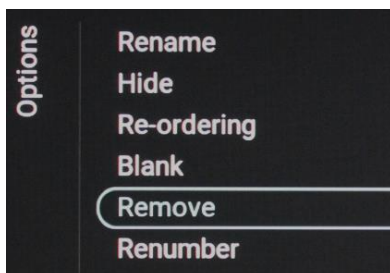 Options
Rename
Hide
Re-ordering
Blank
Remove
Renumber